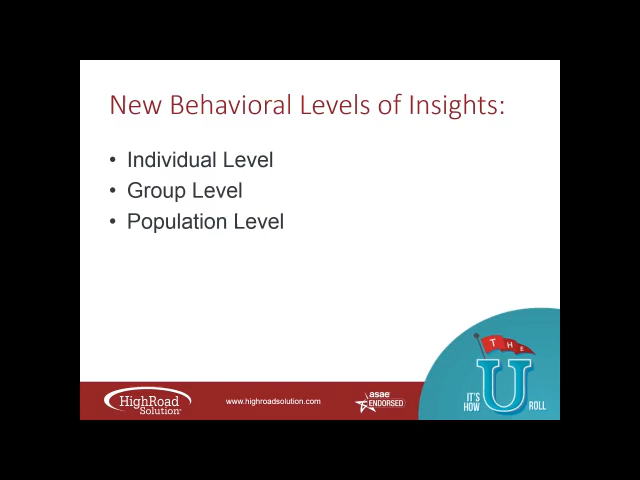 New Behavioral Levels of Insights:
• Individual Level
• Group Level
• Population Level
THE
U
IT'S HOW
ROLL
HighRoad
Solution
www.highroadsolution.com
asae
ENDORSED